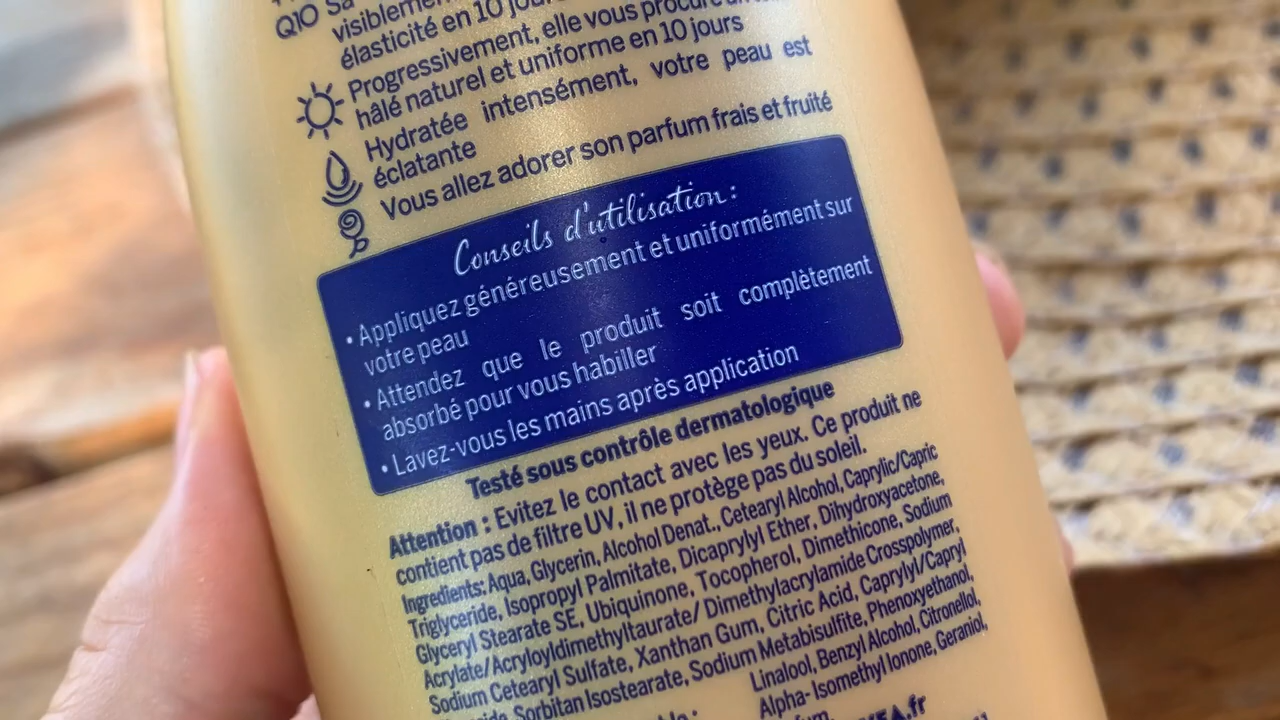 Q10
visiblement
élasticité en 10 jours
Progressivement, elle vous procure un
hâlé naturel et uniforme en 10 jours
Hydratée intensément, votre peau est
éclatante
Vous allez adorer son parfum frais et fruité
Conseils d'utilisation :
• Appliquez généreusement et uniformément sur
votre peau
• Attendez que le produit soit complètement
absorbé pour vous habiller
• Lavez-vous les mains après application
Testé sous contrôle dermatologique
Attention : Evitez le contact avec les yeux. Ce produit ne
contient pas de filtre UV, il ne protège pas du soleil.
Ingredients: Aqua, Glycerin, Alcohol Denat., Cetearyl Alcohol, Caprylic/Capric
Triglyceride, Isopropyl Palmitate, Dicaprylyl Ether, Dihydroxyacetone,
Glyceryl Stearate SE, Ubiquinone, Tocopherol, Dimethicone, Sodium
Acrylate/Acryloyldimethyltaurate/ Dimethylacrylamide Crosspolymer,
Sodium Cetearyl Sulfate, Xanthan Gum, Citric Acid, Caprylyl/Capryl
Sorbitan Isostearate, Sodium Metabisulfite, Phenoxyethanol,
Linalool, Benzyl Alcohol, Citronellol,
Alpha-Isomethyl Ionone, Geraniol,